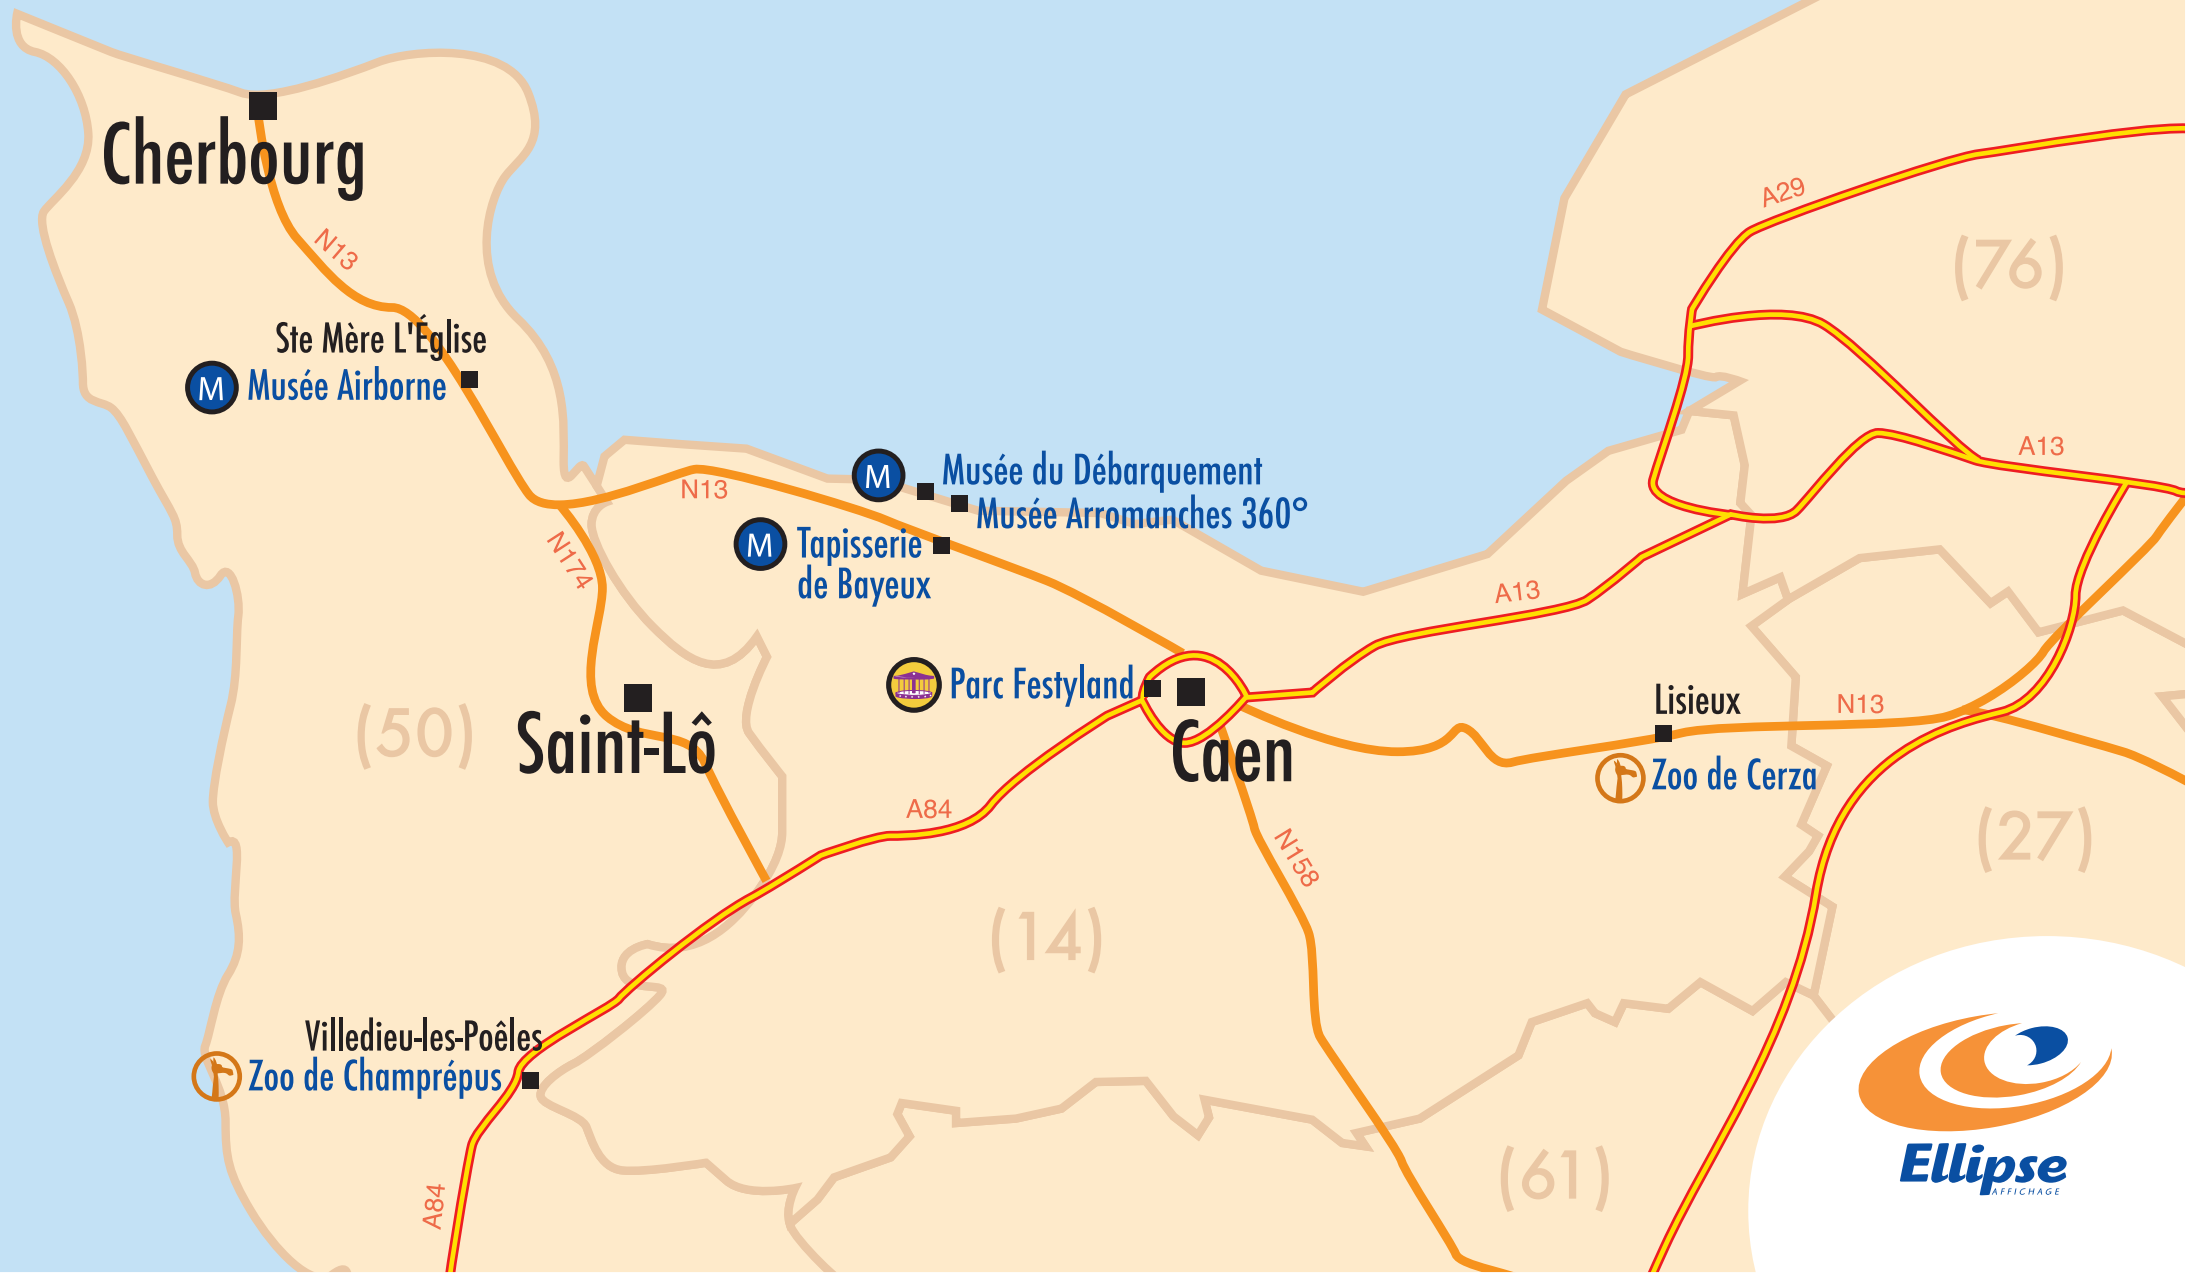 Cherbourg
N13
A29
(76)
Ste Mère L'Église
M Musée Airborne
A13
M Musée du Débarquement
N13
Musée Arromanches 360°
M Tapisserie
de Bayeux
N174
A13
Parc Festyland
Lisieux
N13
(50)
Saint-Lô
Caen
Zoo de Cerza
A84
N158
(27)
(14)
Villedieu-les-Poêles
Zoo de Champrépus
A84
(61)
Ellipse
AFFICHAGE